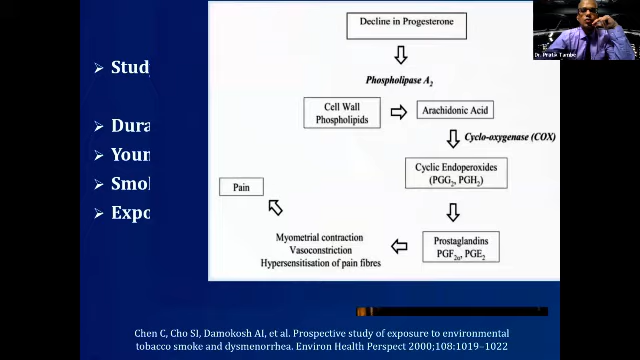 Decline in Progesterone
Phospholipase A2
Cell Wall
Phospholipids
Arachidonic Acid
Cyclo-oxygenase (COX)
Cyclic Endoperoxides
(PGG2, PGH2)
Prostaglandins
PGF2α, PGE2
Myometrial contraction
Vasoconstriction
Hypersensitisation of pain fibres
Pain
➢ Study
➢ Dura
➢ Youn
➢ Smo
➢ Expo
Dr. Pratik Tambe
Chen C, Cho SI, Damokosh AI, et al. Prospective study of exposure to environmental
tobacco smoke and dysmenorrhea. Environ Health Perspect 2000;108:1019–1022